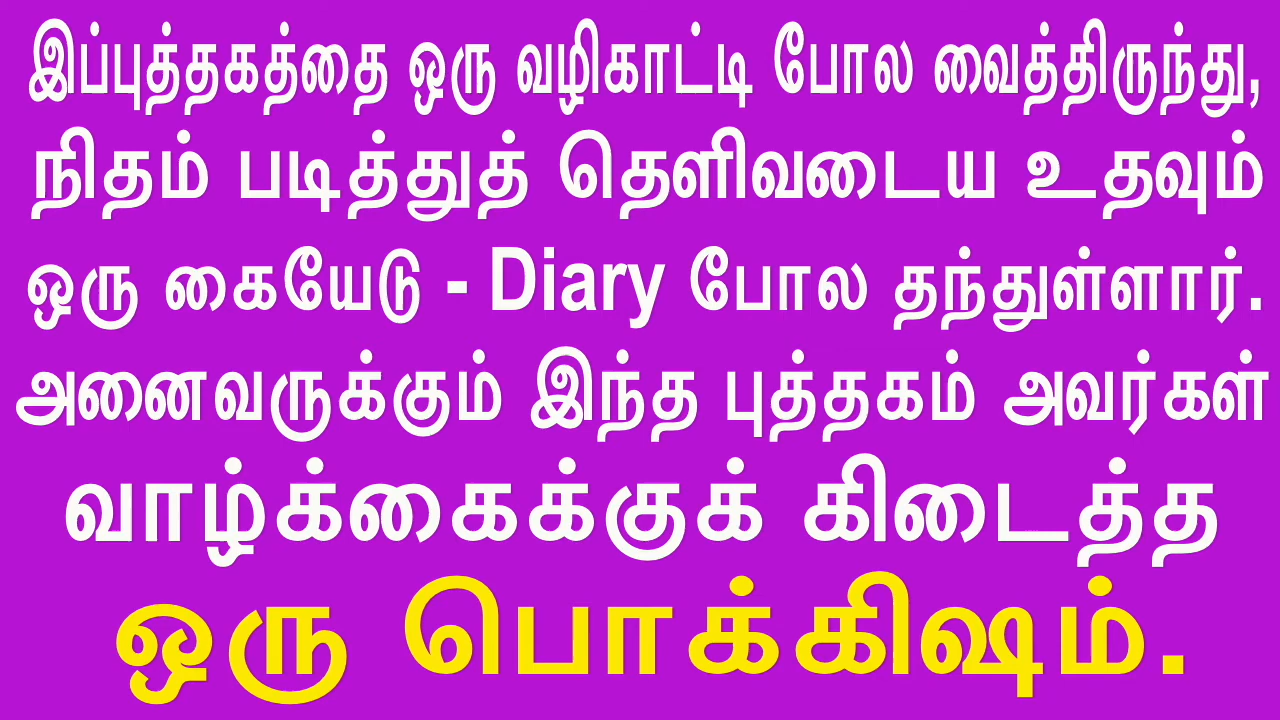 இப்புத்தகத்தை ஒரு வழிகாட்டி போல வைத்திருந்து,
நிதம் படித்துத் தெளிவடைய உதவும்
ஒரு கையேடு - Diary போல தந்துள்ளார்.
அனைவருக்கும் இந்த புத்தகம் அவர்கள்
வாழ்க்கைக்குக் கிடைத்த
ஒரு பொக்கிஷம்.